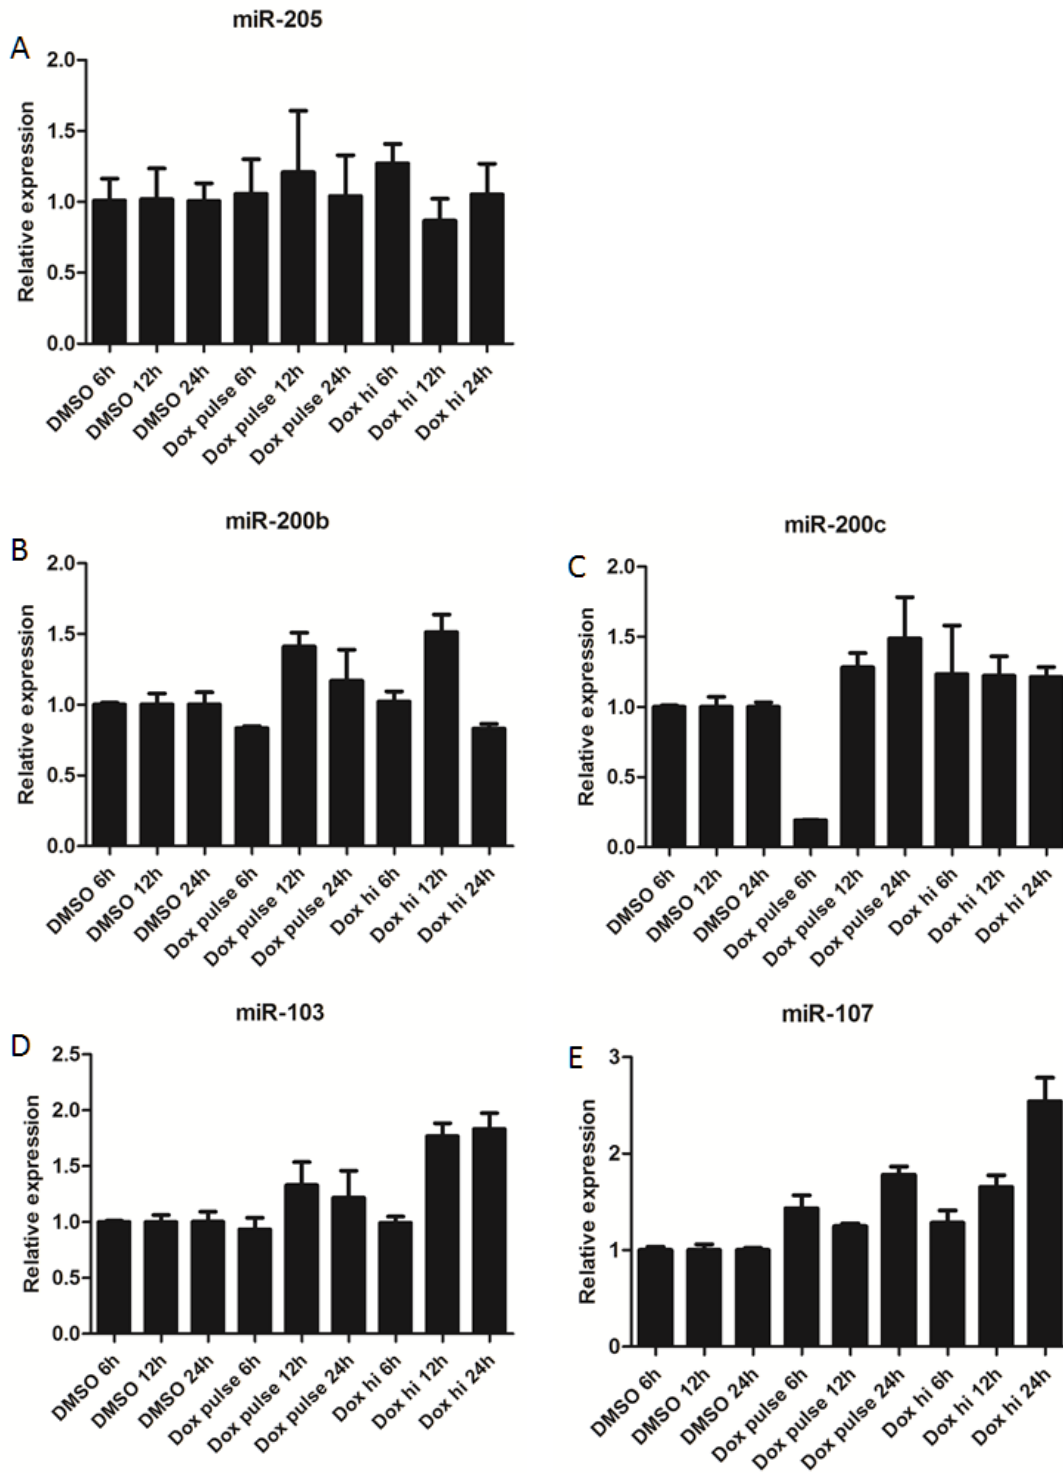 miR-205
A
2.0
1.5
1.0
0.5
0.0
Relative expression
DMSO 6h
DMSO 12h
DMSO 24h
Dox pulse 6h
Dox pulse 12h
Dox pulse 24h
Dox hi 6h
Dox hi 12h
Dox hi 24h
miR-200b
B
2.0
1.5
1.0
0.5
0.0
Relative expression
DMSO 6h
DMSO 12h
DMSO 24h
Dox pulse 6h
Dox pulse 12h
Dox pulse 24h
Dox hi 6h
Dox hi 12h
Dox hi 24h
miR-200c
C
2.0
1.5
1.0
0.5
0.0
Relative expression
DMSO 6h
DMSO 12h
DMSO 24h
Dox pulse 6h
Dox pulse 12h
Dox pulse 24h
Dox hi 6h
Dox hi 12h
Dox hi 24h
miR-103
D
2.5
2.0
1.5
1.0
0.5
0.0
Relative expression
DMSO 6h
DMSO 12h
DMSO 24h
Dox pulse 6h
Dox pulse 12h
Dox pulse 24h
Dox hi 6h
Dox hi 12h
Dox hi 24h
miR-107
E
3
2
1
0
Relative expression
DMSO 6h
DMSO 12h
DMSO 24h
Dox pulse 6h
Dox pulse 12h
Dox pulse 24h
Dox hi 6h
Dox hi 12h
Dox hi 24h